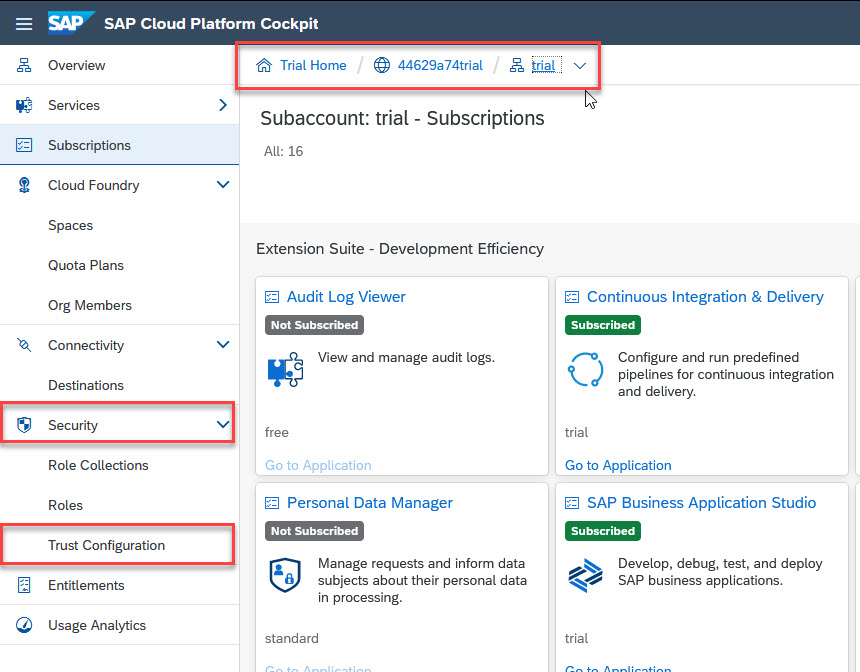 SAP SAP Cloud Platform Cockpit
Overview
Services
Subscriptions
Cloud Foundry
Spaces
Quota Plans
Org Members
Connectivity
Destinations
Security
Role Collections
Roles
Trust Configuration
Entitlements
Usage Analytics
Trial Home / 44629a74trial / trial
Subaccount: trial - Subscriptions
All: 16
Extension Suite - Development Efficiency
Audit Log Viewer
Not Subscribed
View and manage audit logs.
free
Go to Application
Continuous Integration & Delivery
Subscribed
Configure and run predefined
pipelines for continuous integration
and delivery.
trial
Go to Application
Personal Data Manager
Not Subscribed
Manage requests and inform data
subjects about their personal data
in processing.
standard
Go to Application
SAP Business Application Studio
Subscribed
Develop, debug, test, and deploy
SAP business applications.
trial
Go to Application